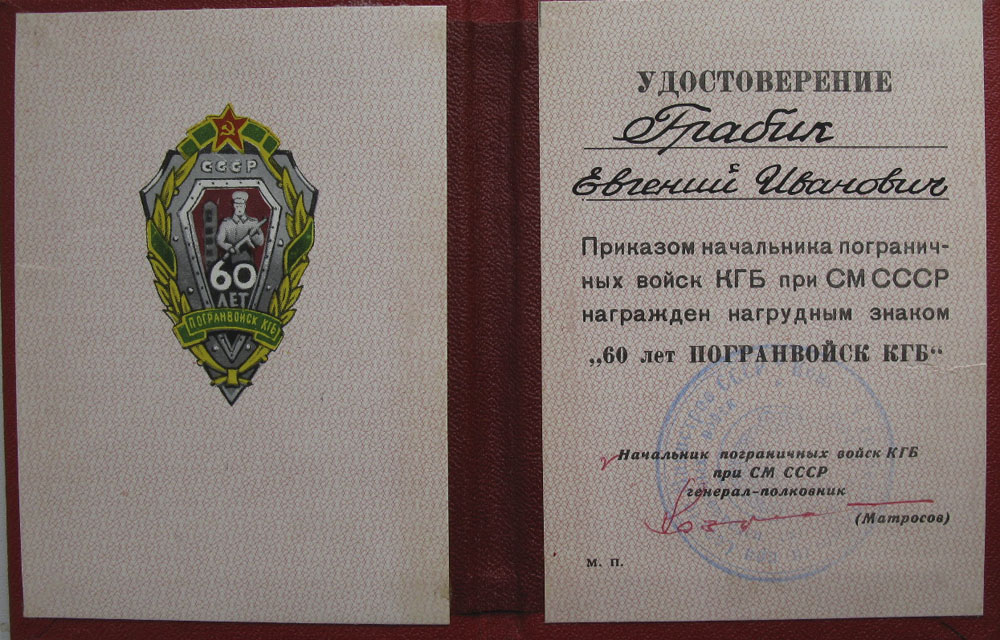 СССР
60
ЛЕТ
ПОГРАНВОЙСК КГБ
УДОСТОВЕРЕНИЕ
Грабик
Евгений Иванович
Приказом начальника погранич-
ных войск КГБ при СМ СССР
награжден нагрудным знаком
„60 лет ПОГРАНВОЙСК КГБ“
Начальник пограничных войск КГБ
при СМ СССР
генерал-полковник
(Матросов)
м. п.